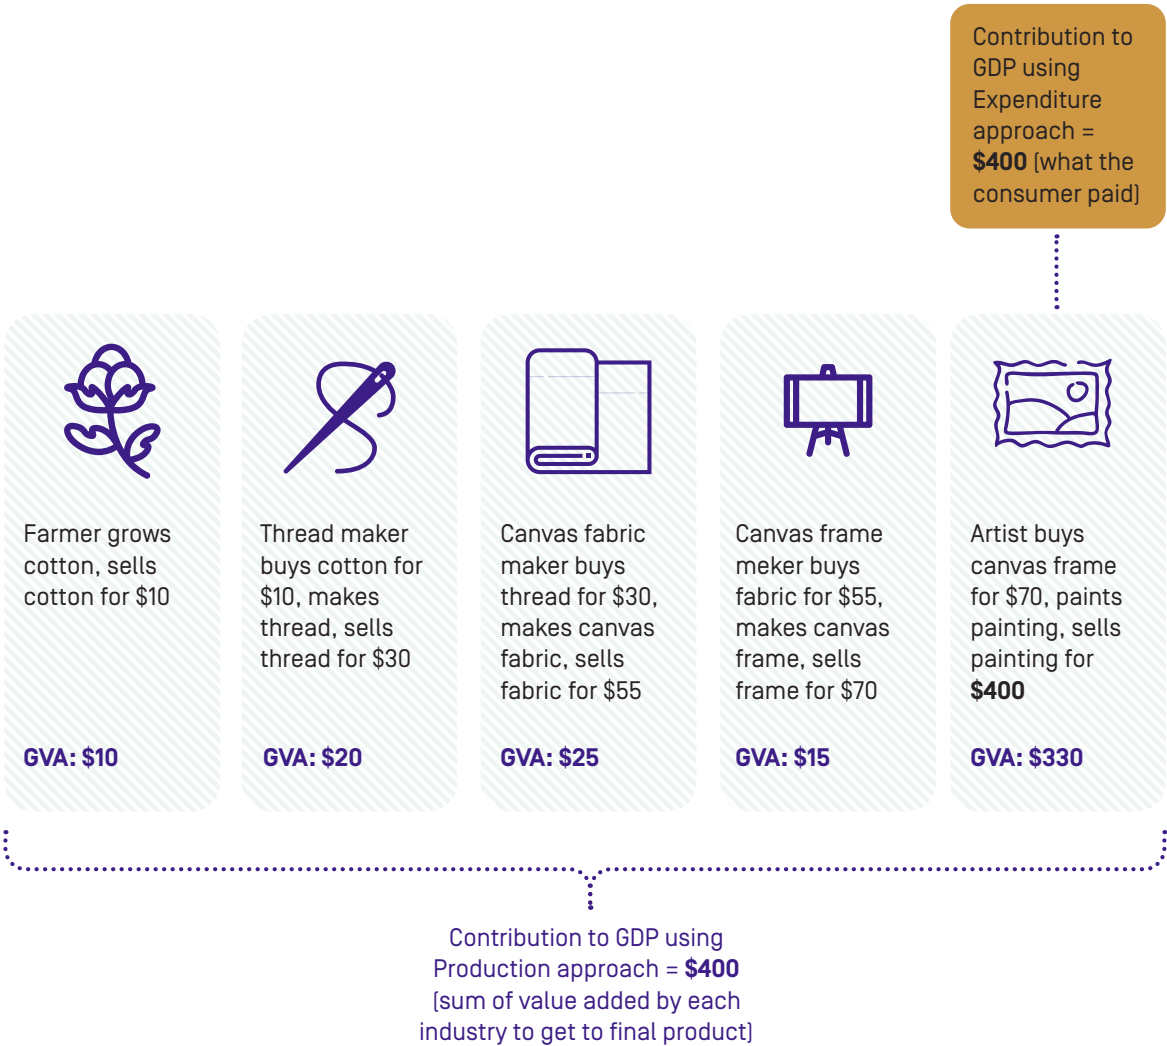 Contribution to
GDP using
Expenditure
approach =
$400 (what the
consumer paid)
Farmer grows
cotton, sells
cotton for $10
GVA: $10
Thread maker
buys cotton for
$10, makes
thread, sells
thread for $30
GVA: $20
Canvas fabric
maker buys
thread for $30,
makes canvas
fabric, sells
fabric for $55
GVA: $25
Canvas frame
meker buys
fabric for $55,
makes canvas
frame, sells
frame for $70
GVA: $15
Artist buys
canvas frame
for $70, paints
painting, sells
painting for
$400
GVA: $330
Contribution to GDP using
Production approach = $400
(sum of value added by each
industry to get to final product)